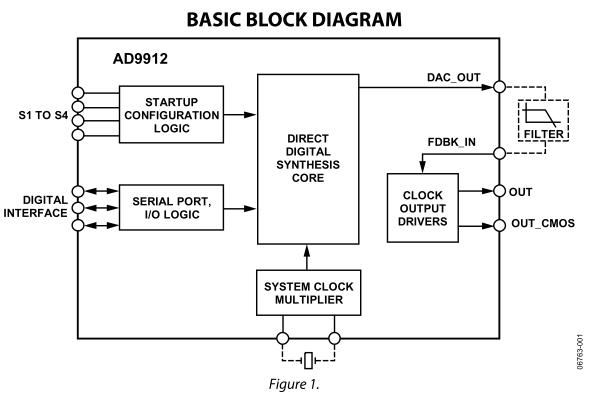 BASIC BLOCK DIAGRAM
AD9912
S1 TO S4
STARTUP
CONFIGURATION
LOGIC
DIGITAL
INTERFACE
SERIAL PORT,
I/O LOGIC
DIRECT
DIGITAL
SYNTHESIS
CORE
SYSTEM CLOCK
MULTIPLIER
DAC_OUT
FILTER
FDBK_IN
CLOCK
OUTPUT
DRIVERS
OUT
OUT_CMOS
06763-001
Figure 1.